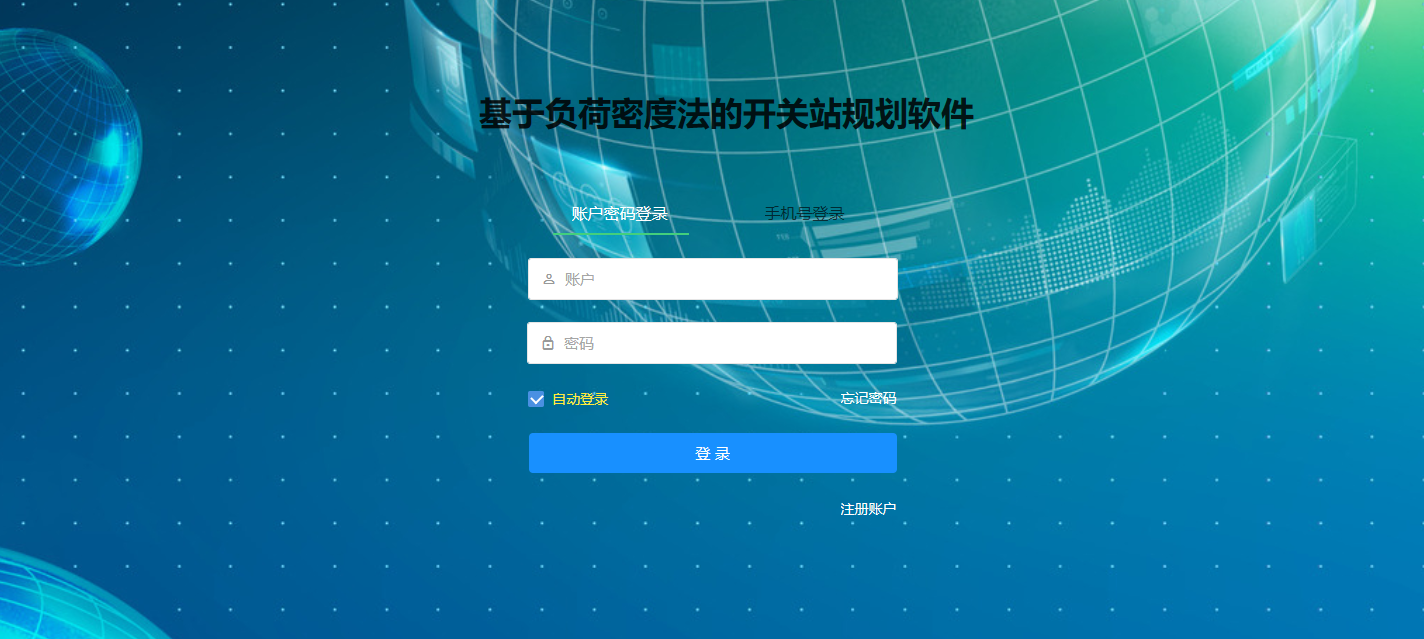 基于负荷密度法的开关站规划软件
账户密码登录 手机号登录
账户
密码
自动登录 忘记密码
登 录
注册账户